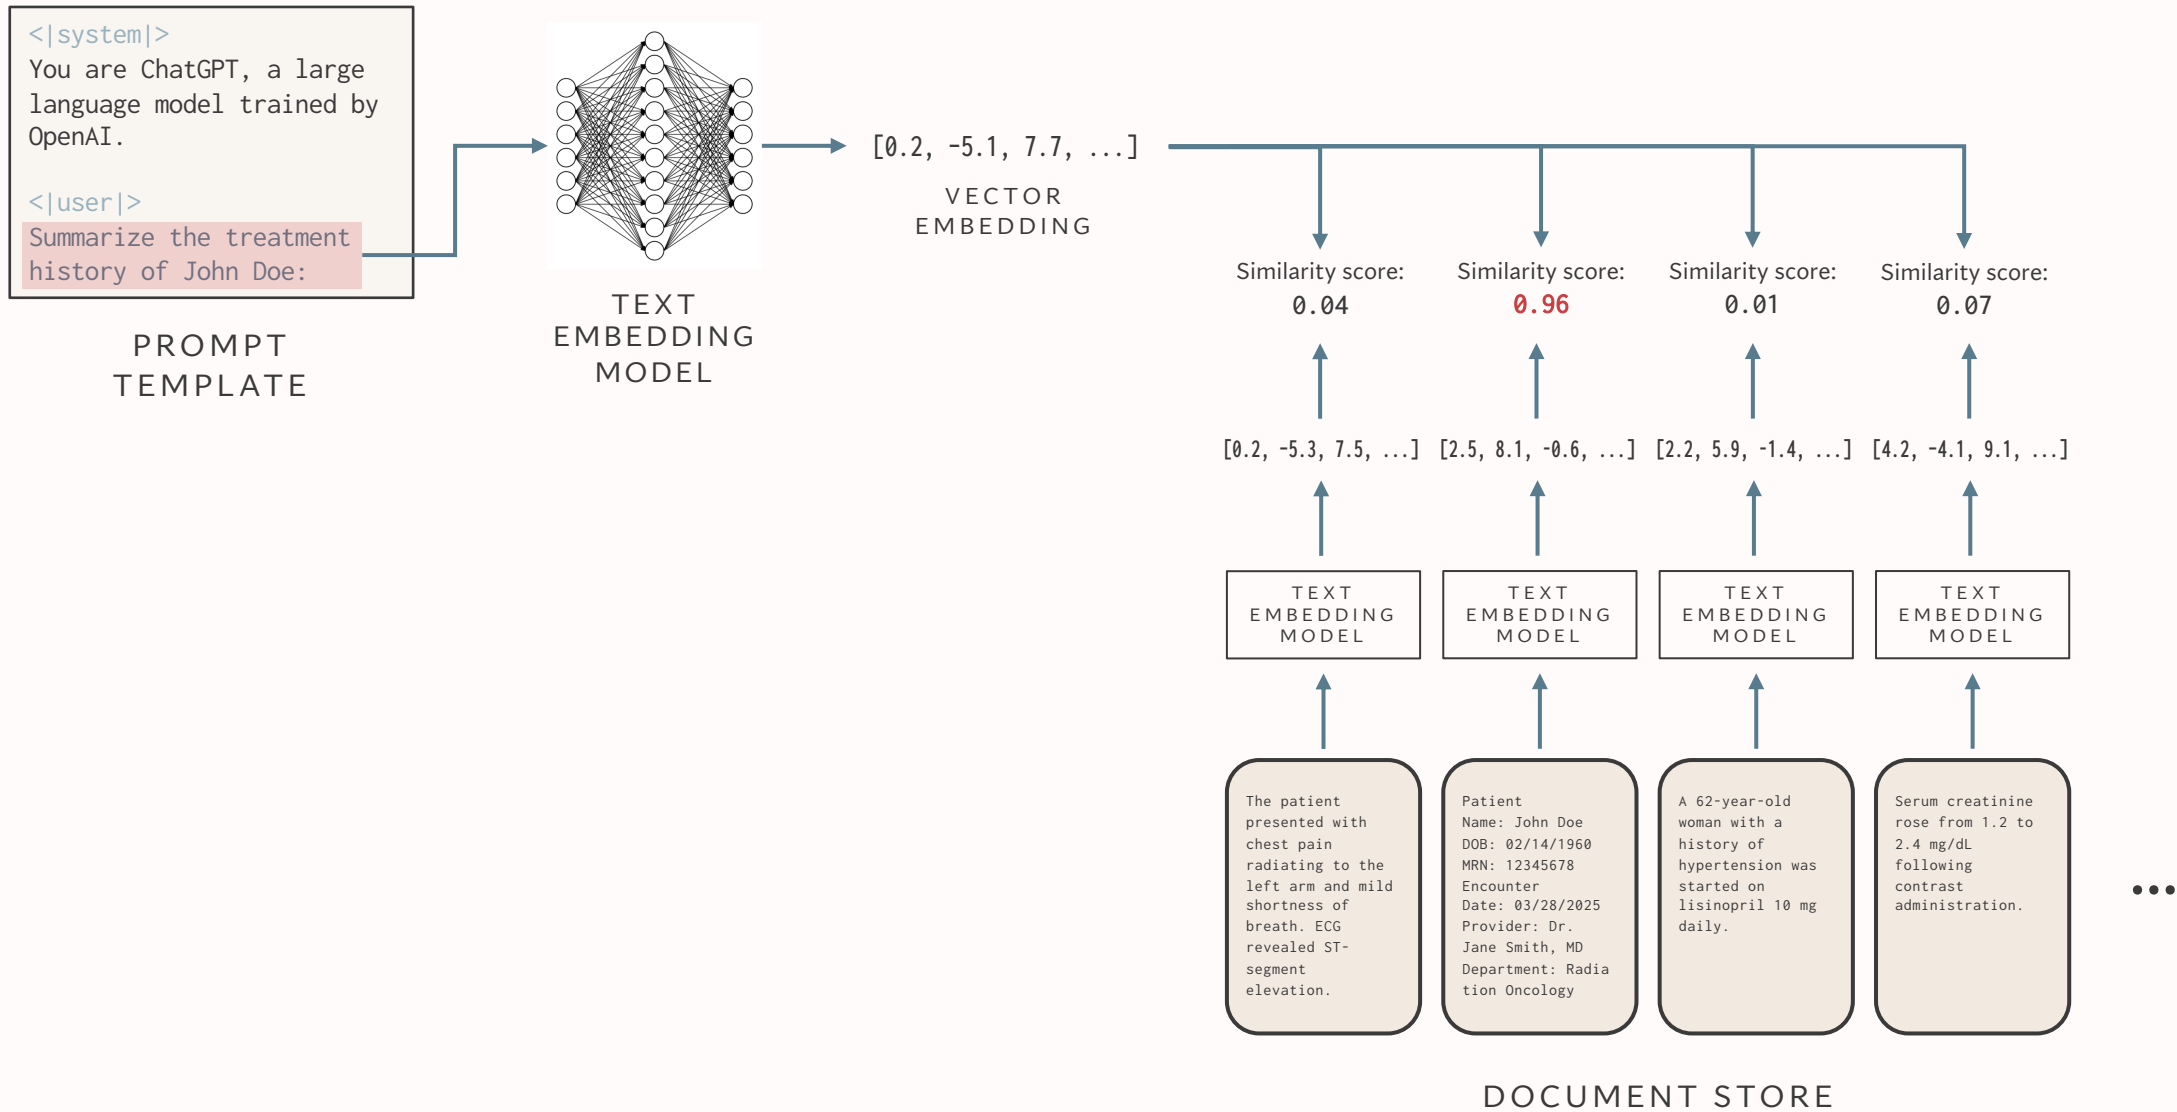 <|system|>
You are ChatGPT, a large
language model trained by
OpenAI.
<|user|>
Summarize the treatment
history of John Doe:
PROMPT
TEMPLATE
TEXT
EMBEDDING
MODEL
[0.2, -5.1, 7.7, ...]
VECTOR
EMBEDDING
Similarity score:
0.04
Similarity score:
0.96
Similarity score:
0.01
Similarity score:
0.07
[0.2, -5.3, 7.5, ...]
[2.5, 8.1, -0.6, ...]
[2.2, 5.9, -1.4, ...]
[4.2, -4.1, 9.1, ...]
TEXT
EMBEDDING
MODEL
TEXT
EMBEDDING
MODEL
TEXT
EMBEDDING
MODEL
TEXT
EMBEDDING
MODEL
The patient
presented with
chest pain
radiating to the
left arm and mild
shortness of
breath. ECG
revealed ST-
segment
elevation.
Patient
Name: John Doe
DOB: 02/14/1960
MRN: 12345678
Encounter
Date: 03/28/2025
Provider: Dr.
Jane Smith, MD
Department: Radia
tion Oncology
A 62-year-old
woman with a
history of
hypertension was
started on
lisinopril 10 mg
daily.
Serum creatinine
rose from 1.2 to
2.4 mg/dL
following
contrast
administration.
...
DOCUMENT STORE